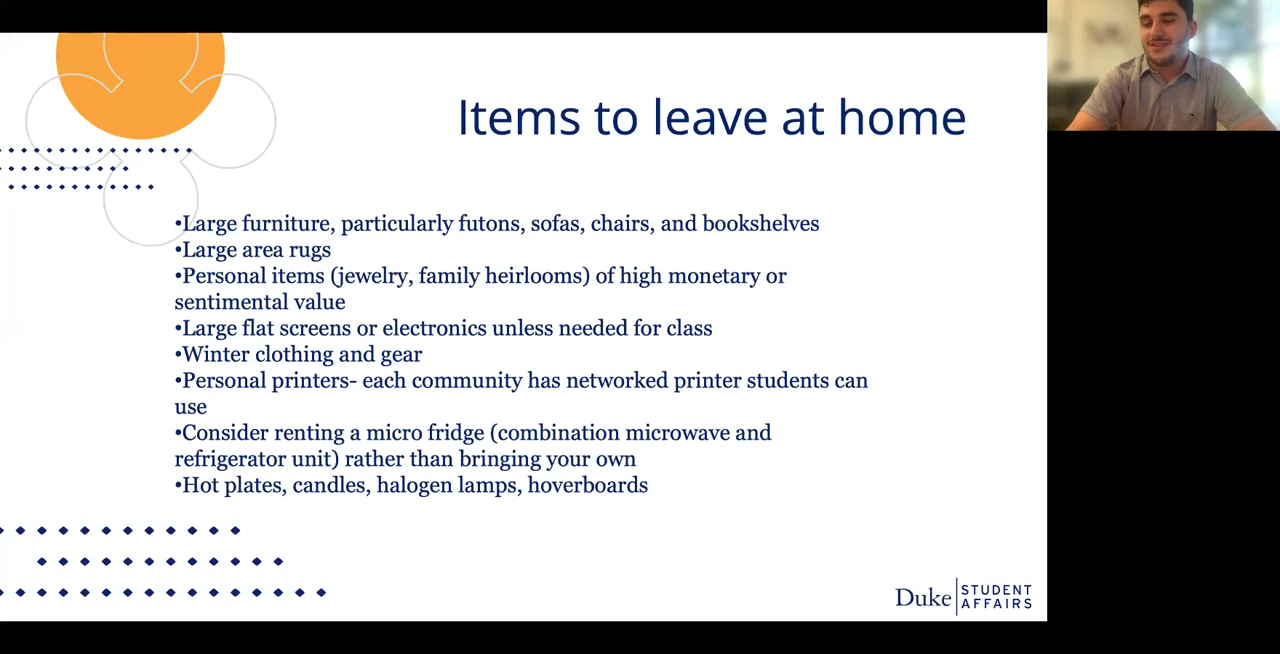 Items to leave at home
•Large furniture, particularly futons, sofas, chairs, and bookshelves
•Large area rugs
•Personal items (jewelry, family heirlooms) of high monetary or
sentimental value
•Large flat screens or electronics unless needed for class
•Winter clothing and gear
•Personal printers- each community has networked printer students can
use
•Consider renting a micro fridge (combination microwave and
refrigerator unit) rather than bringing your own
•Hot plates, candles, halogen lamps, hoverboards
Duke STUDENT
AFFAIRS